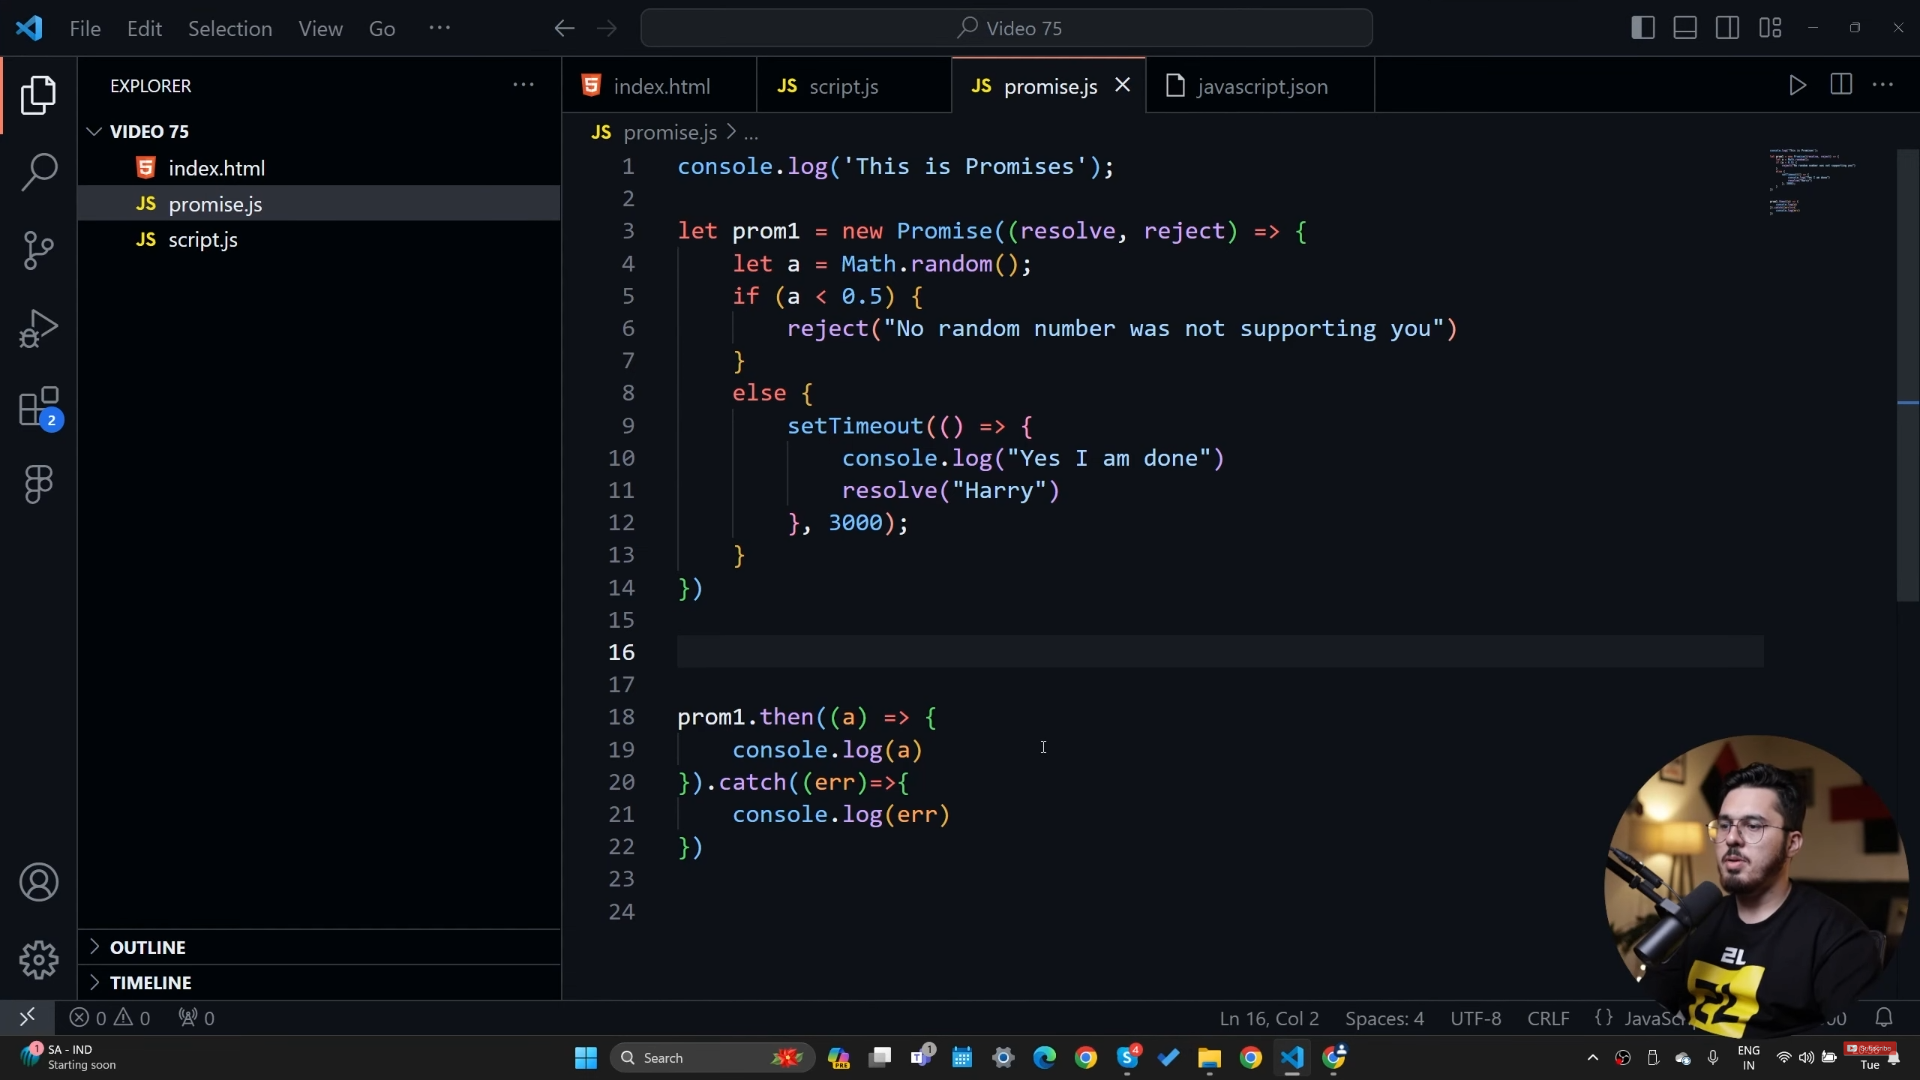 File Edit Selection View Go ···
Video 75
EXPLORER
index.html
script.js
promise.js
javascript.json
VIDEO 75
index.html
promise.js
script.js
JS promise.js > ...
1 console.log('This is Promises');
2
3 let prom1 = new Promise((resolve, reject) => {
4 let a = Math.random();
5 if (a < 0.5) {
6 reject("No random number was not supporting you")
7 }
8 else {
9 setTimeout(() => {
10 console.log("Yes I am done")
11 resolve("Harry")
12 }, 3000);
13 }
14 })
15
16
17
18 prom1.then((a) => {
19 console.log(a)
20 }).catch((err)=>{
21 console.log(err)
22 })
23
24
2
OUTLINE
TIMELINE
0 0 0
Ln 16, Col 2 Spaces: 4 UTF-8 CRLF {}
SA - IND
Starting soon
Search
ENG
IN
Subscribe
Tue